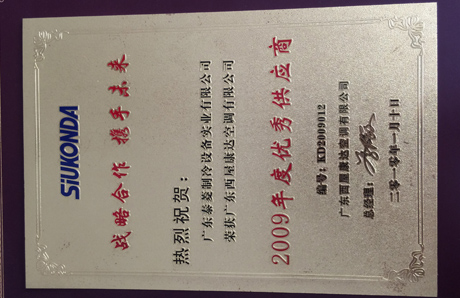 SiUKONDA
战略合作 携手未来
热烈祝贺：
广东泰菱制冷设备实业有限公司
荣获广东西屋康达空调有限公司
2009年度优秀供应商
编号：KD2009012
广东西屋康达空调有限公司
总经理：
二零一零年一月十日